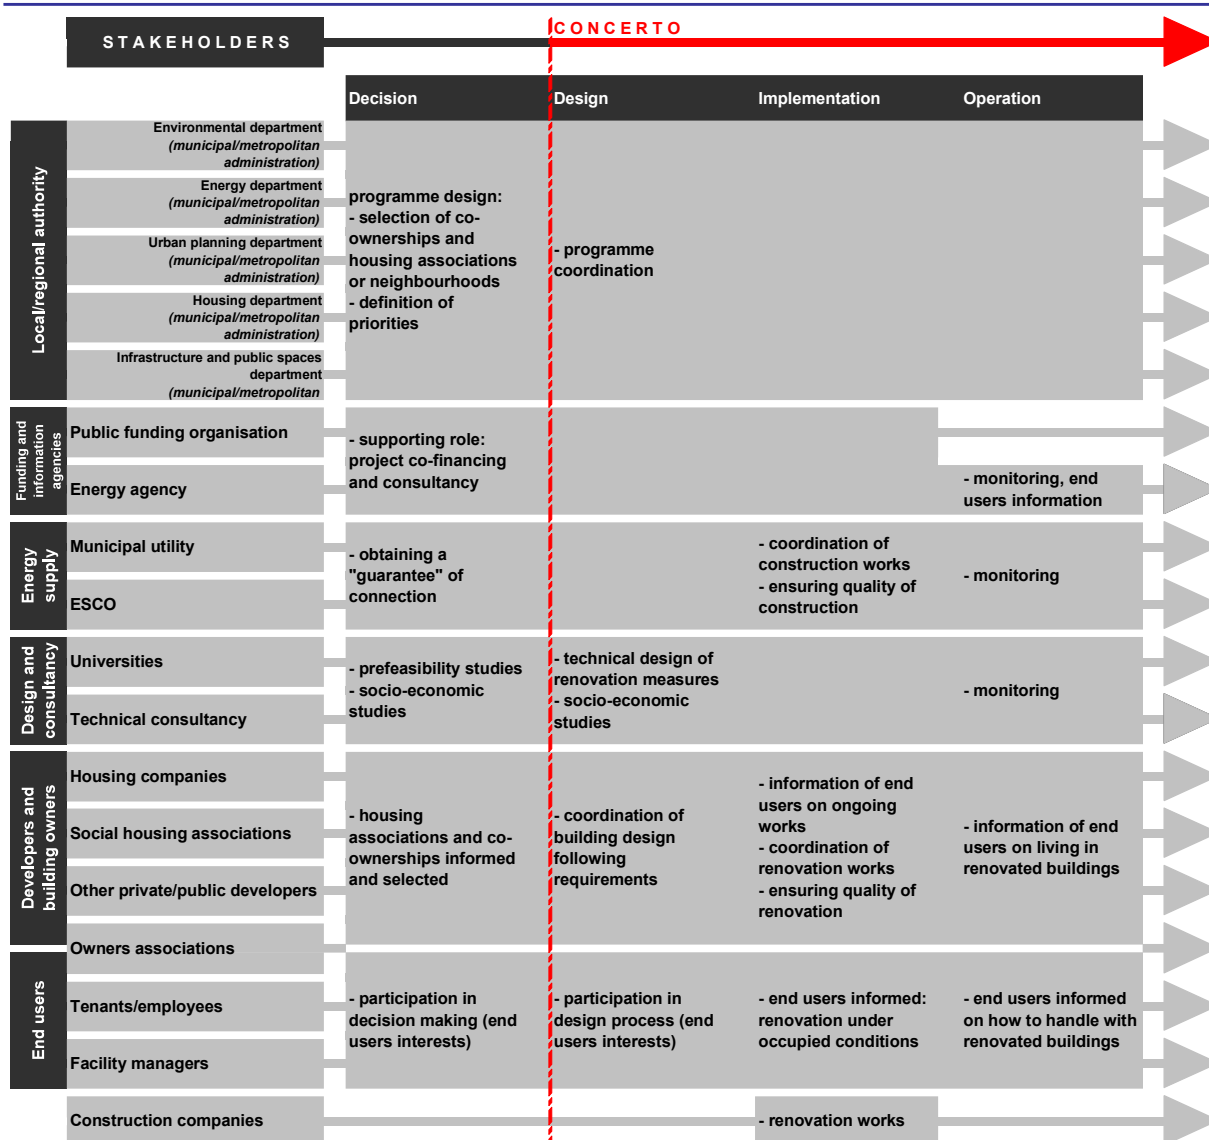 CONCERTO
STAKEHOLDERS
Decision
Design
Implementation
Operation
Local/regional authority
Environmental department
(municipal/metropolitan
administration)
Energy department
(municipal/metropolitan
administration)
Urban planning department
(municipal/metropolitan
administration)
Housing department
(municipal/metropolitan
administration)
Infrastructure and public spaces
department
(municipal/metropolitan
programme design:
- selection of co-
ownerships and
housing associations
or neighbourhoods
- definition of
priorities
- programme
coordination
Funding and
information
agencies
Public funding organisation
Energy agency
- supporting role:
project co-financing
and consultancy
- monitoring, end
users information
Energy
supply
Municipal utility
ESCO
- obtaining a
"guarantee" of
connection
- coordination of
construction works
- ensuring quality of
construction
- monitoring
Design and
consultancy
Universities
Technical consultancy
- prefeasibility studies
- socio-economic
studies
- technical design of
renovation measures
- socio-economic
studies
- monitoring
Developers and
building owners
Housing companies
Social housing associations
Other private/public developers
Owners associations
- housing
associations and co-
ownerships informed
and selected
- coordination of
building design
following
requirements
- information of end
users on ongoing
works
- coordination of
renovation works
- ensuring quality of
renovation
- information of end
users on living in
renovated buildings
End users
Tenants/employees
Facility managers
- participation in
decision making (end
users interests)
- participation in
design process (end
users interests)
- end users informed:
renovation under
occupied conditions
- end users informed
on how to handle with
renovated buildings
Construction companies
- renovation works